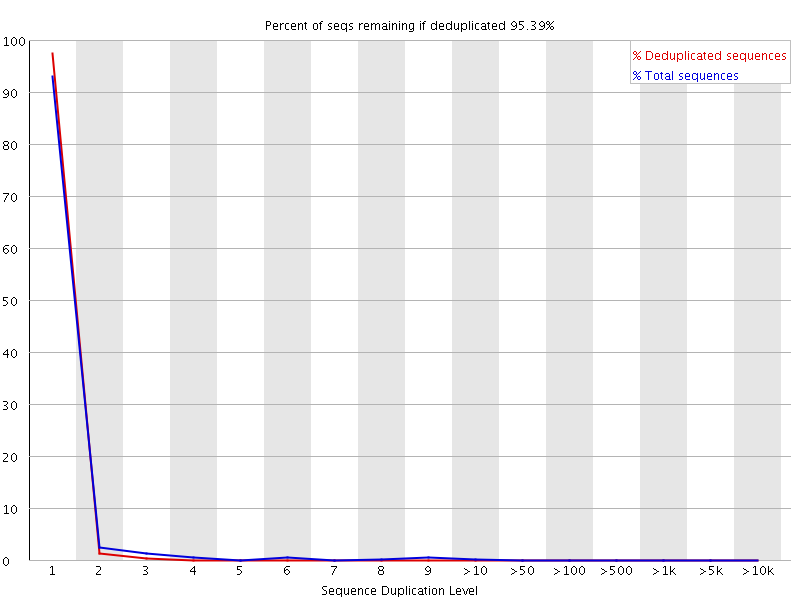 Percent of seqs remaining if deduplicated 95.39%
% Deduplicated sequences
% Total sequences
100
90
80
70
60
50
40
30
20
10
0
1 2 3 4 5 6 7 8 9 >10 >50 >100 >500 >1k >5k >10k
Sequence Duplication Level